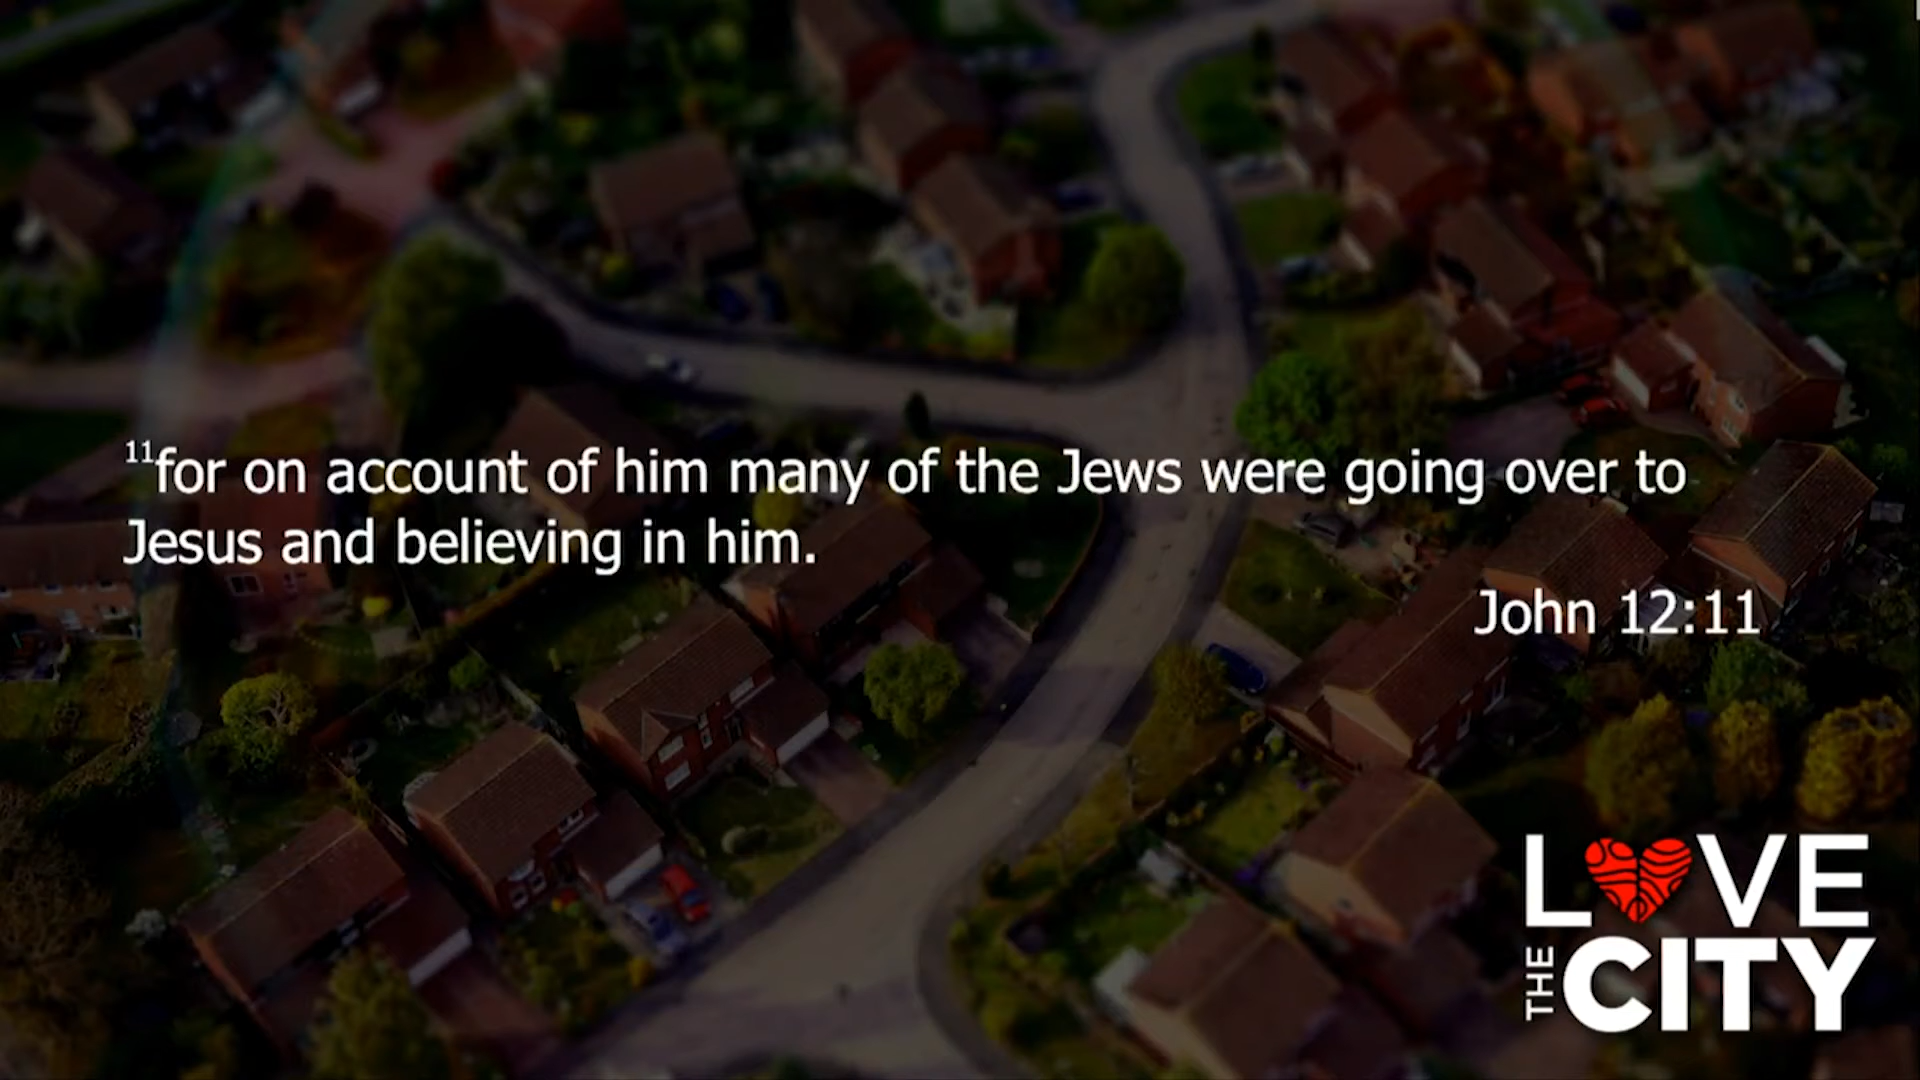 ¹¹for on account of him many of the Jews were going over to
Jesus and believing in him.
John 12:11
LOVE
THE CITY